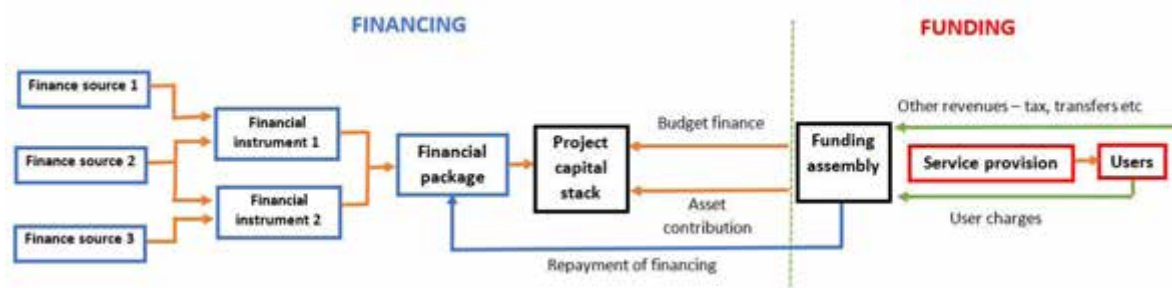 FINANCING
FUNDING
Finance source 1
Finance source 2
Finance source 3
Financial
instrument 1
Financial
instrument 2
Financial
package
Project
capital
stack
Budget finance
Asset
contribution
Repayment of financing
Funding
assembly
Other revenues – tax, transfers etc
Service provision
Users
User charges